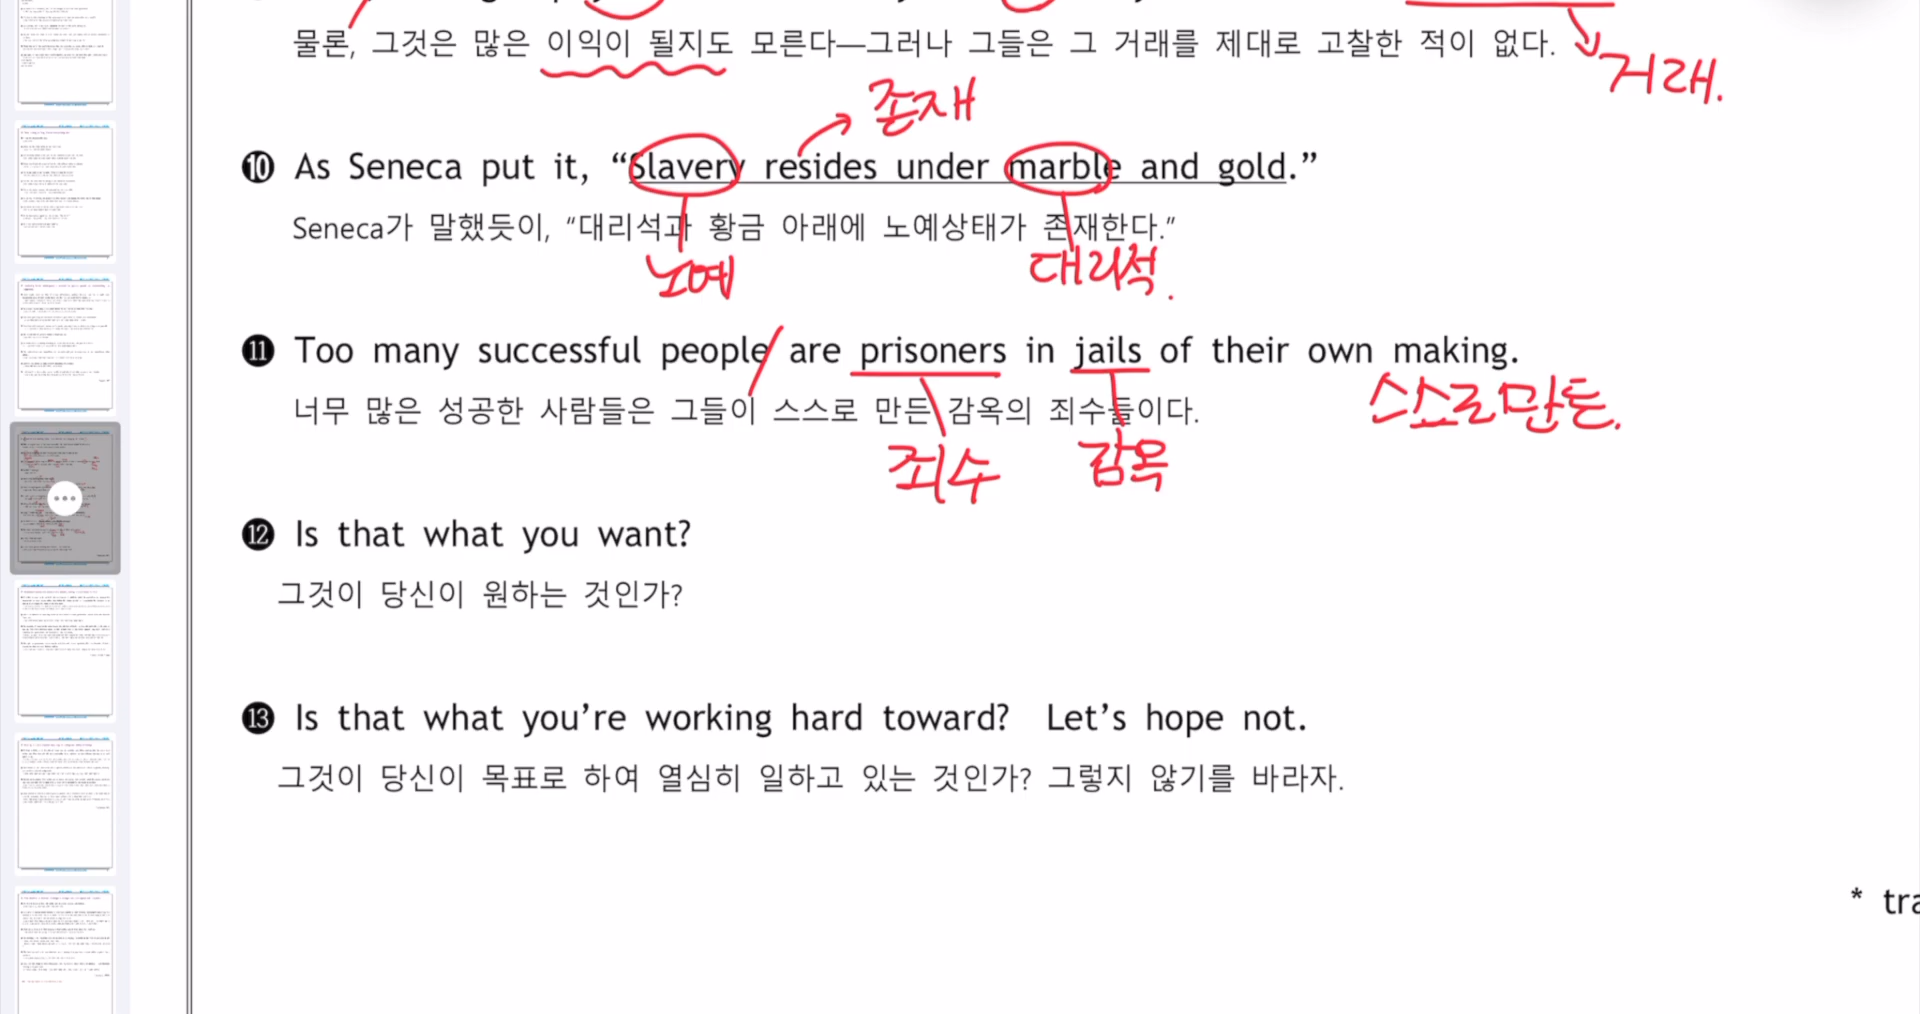 물론, 그것은 많은 이익이 될지도 모른다—그러나 그들은 그 거래를 제대로 고찰한 적이 없다.
거래.
존재
⑩ As Seneca put it, “Slavery resides under marble and gold.”
Seneca가 말했듯이, “대리석과 황금 아래에 노예상태가 존재한다.”
노예 대리석.
⑪ Too many successful people are prisoners in jails of their own making.
너무 많은 성공한 사람들은 그들이 스스로 만든 감옥의 죄수들이다.
스스로만든.
죄수 감옥
⑫ Is that what you want?
그것이 당신이 원하는 것인가?
⑬ Is that what you’re working hard toward? Let’s hope not.
그것이 당신이 목표로 하여 열심히 일하고 있는 것인가? 그렇지 않기를 바라자.
* tra